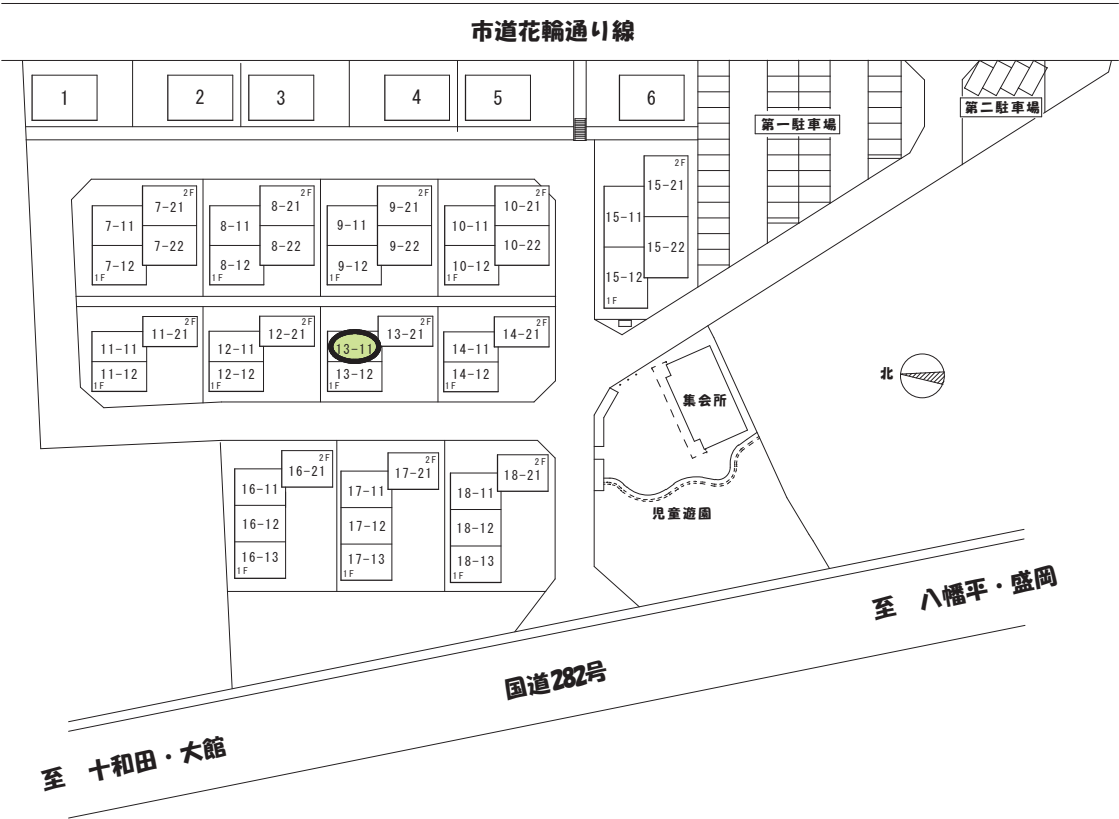 市道花輪通り線
1
2
3
4
5
6
第一駐車場
第二駐車場
2F
7-21
7-11
7-22
7-12
1F
2F
8-21
8-11
8-22
8-12
1F
2F
9-21
9-11
9-22
9-12
1F
2F
10-21
10-11
10-22
10-12
1F
2F
15-21
15-11
15-22
15-12
1F
2F
11-21
11-11
11-12
1F
2F
12-21
12-11
12-12
1F
2F
13-21
13-11
13-12
1F
2F
14-21
14-11
14-12
1F
北
集会所
児童遊園
2F
16-21
16-11
16-12
16-13
1F
2F
17-21
17-11
17-12
17-13
1F
2F
18-21
18-11
18-12
18-13
1F
至 八幡平・盛岡
国道282号
至 十和田・大館